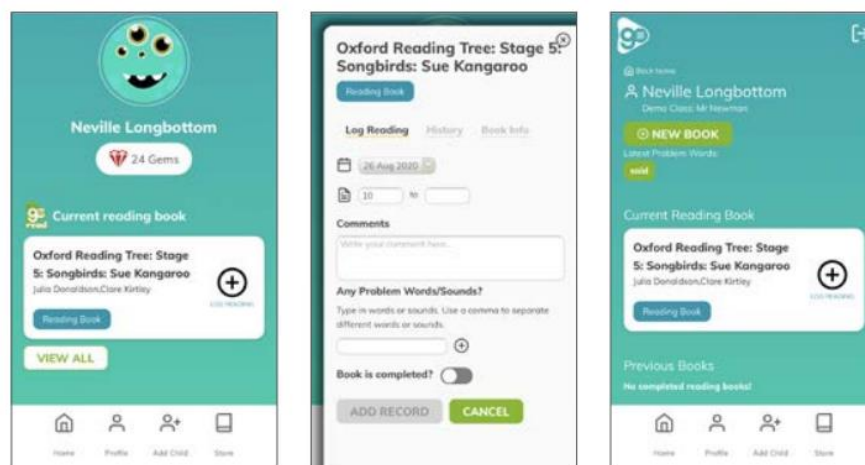 Neville Longbottom
24 Gems
g read
Current reading book
Oxford Reading Tree: Stage
5: Songbirds: Sue Kangaroo
Julia Donaldson,Clare Kirtley
Reading Book
LOG READING
VIEW ALL
Home Profile Add Child Store
Oxford Reading Tree: Stage 5:
Songbirds: Sue Kangaroo
Reading Book
Log Reading History Book Info
26 Aug 2020
10 to
Comments
Write your comment here...
Any Problem Words/Sounds?
Type in words or sounds. Use a comma to separate
different words or sounds.
Book is completed?
ADD RECORD CANCEL
g
Back home
Neville Longbottom
Demo Class: Mr Newman
NEW BOOK
Latest Problem Words:
said
Current Reading Book
Oxford Reading Tree: Stage
5: Songbirds: Sue Kangaroo
Julia Donaldson,Clare Kirtley
Reading Book
LOG READING
Previous Books
No completed reading books!
Home Profile Add Child Store